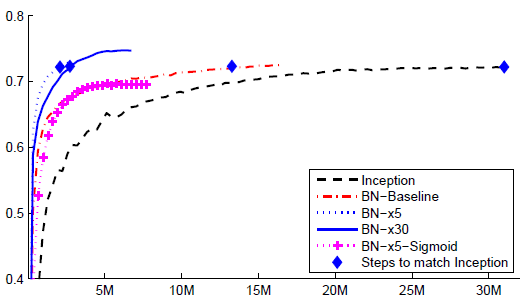 0.8
0.7
0.6
0.5
0.4
5M 10M 15M 20M 25M 30M
Inception
BN−Baseline
BN−x5
BN−x30
BN−x5−Sigmoid
Steps to match Inception